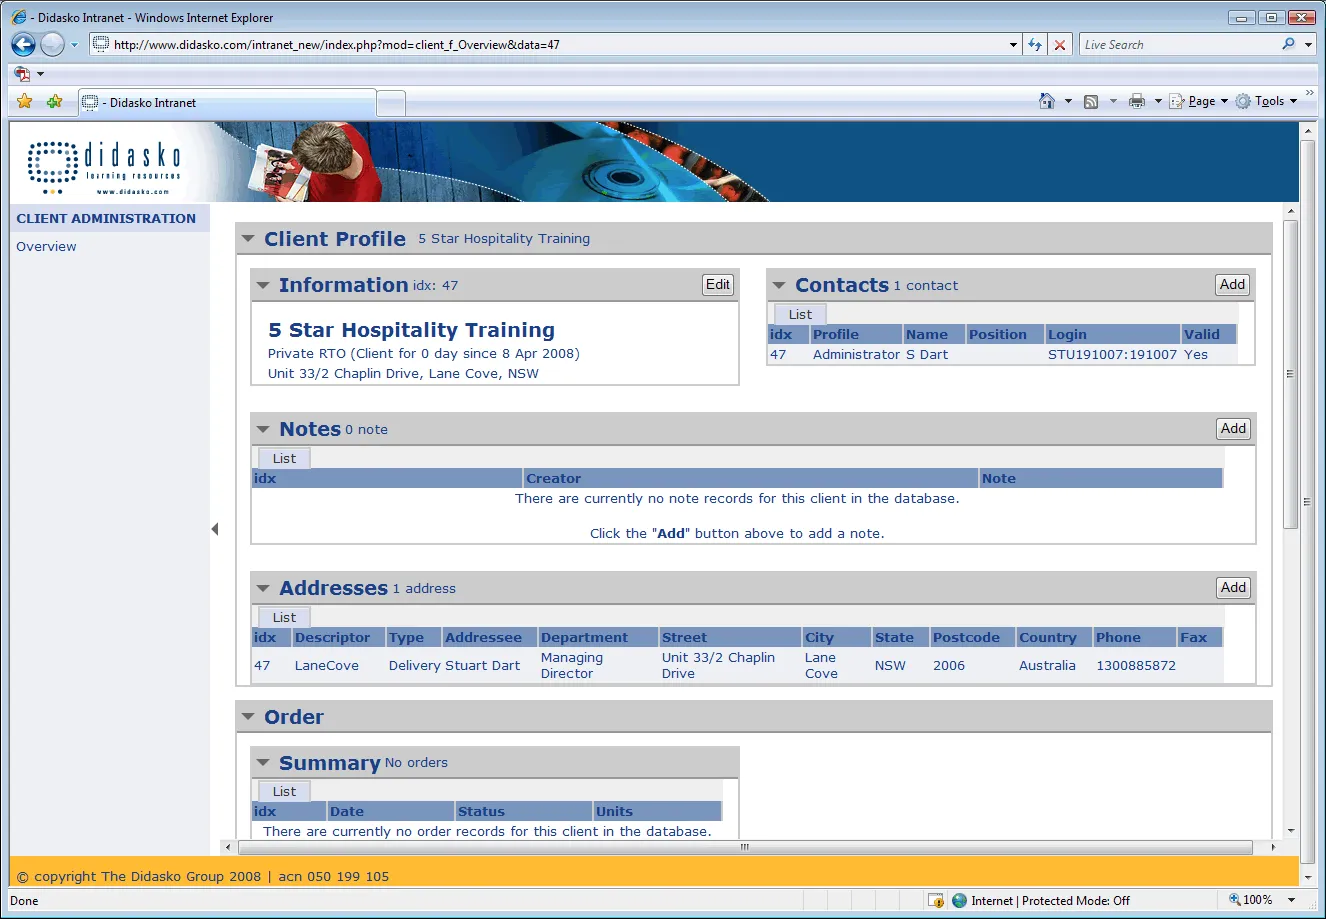 - Didasko Intranet - Windows Internet Explorer
http://www.didasko.com/intranet_new/index.php?mod=client_f_Overview&data=47
Live Search
- Didasko Intranet
Page
Tools
didasko
learning resources
www.didasko.com
CLIENT ADMINISTRATION
Overview
Client Profile 5 Star Hospitality Training
Information idx: 47 Edit
5 Star Hospitality Training
Private RTO (Client for 0 day since 8 Apr 2008)
Unit 33/2 Chaplin Drive, Lane Cove, NSW
Contacts 1 contact Add
List
idx Profile Name Position Login Valid
47 Administrator S Dart STU191007:191007 Yes
Notes 0 note Add
List
idx Creator Note
There are currently no note records for this client in the database.
Click the "Add" button above to add a note.
Addresses 1 address Add
List
idx Descriptor Type Addressee Department Street City State Postcode Country Phone Fax
47 LaneCove Delivery Stuart Dart Managing Director Unit 33/2 Chaplin Drive Lane Cove NSW 2006 Australia 1300885872
Order
Summary No orders
List
idx Date Status Units
There are currently no order records for this client in the database.
© copyright The Didasko Group 2008 | acn 050 199 105
Done
Internet | Protected Mode: Off
100%